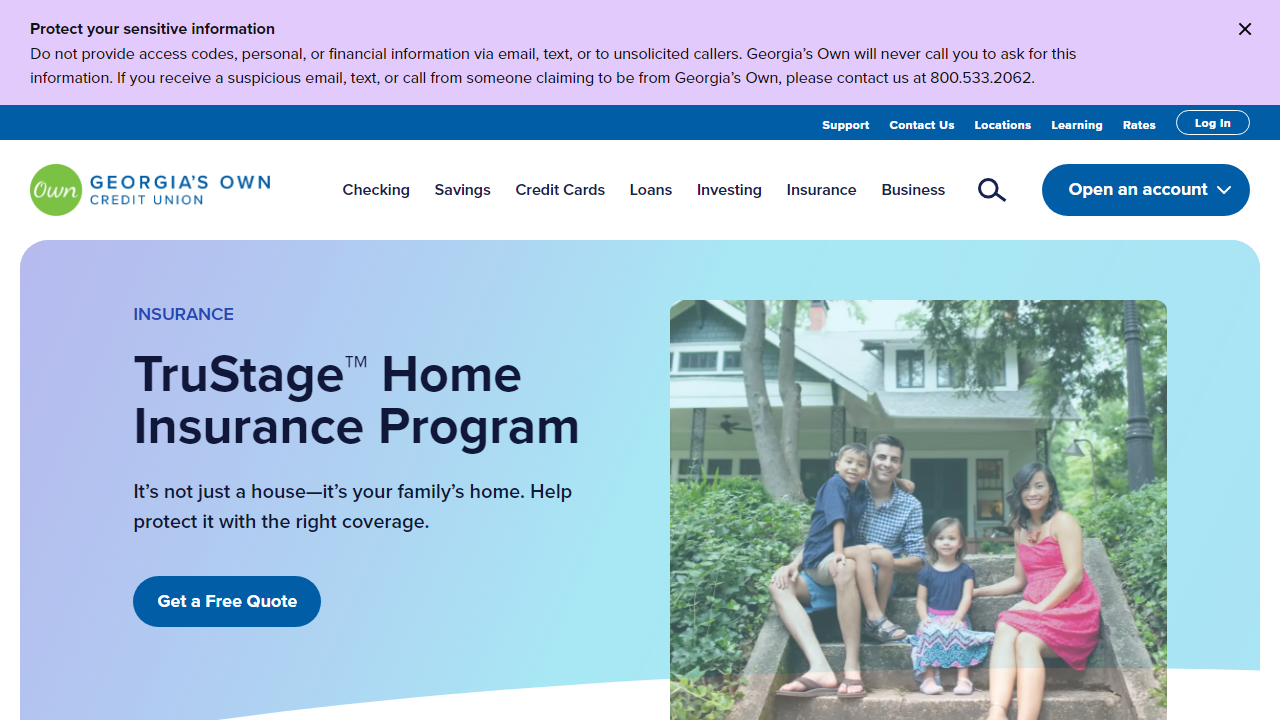 Protect your sensitive information
Do not provide access codes, personal, or financial information via email, text, or to unsolicited callers. Georgia’s Own will never call you to ask for this
information. If you receive a suspicious email, text, or call from someone claiming to be from Georgia’s Own, please contact us at 800.533.2062.
Support Contact Us Locations Learning Rates Log In
Own GEORGIA’S OWN
CREDIT UNION
Checking Savings Credit Cards Loans Investing Insurance Business Open an account
INSURANCE
TruStage™ Home
Insurance Program
It’s not just a house—it’s your family’s home. Help
protect it with the right coverage.
Get a Free Quote